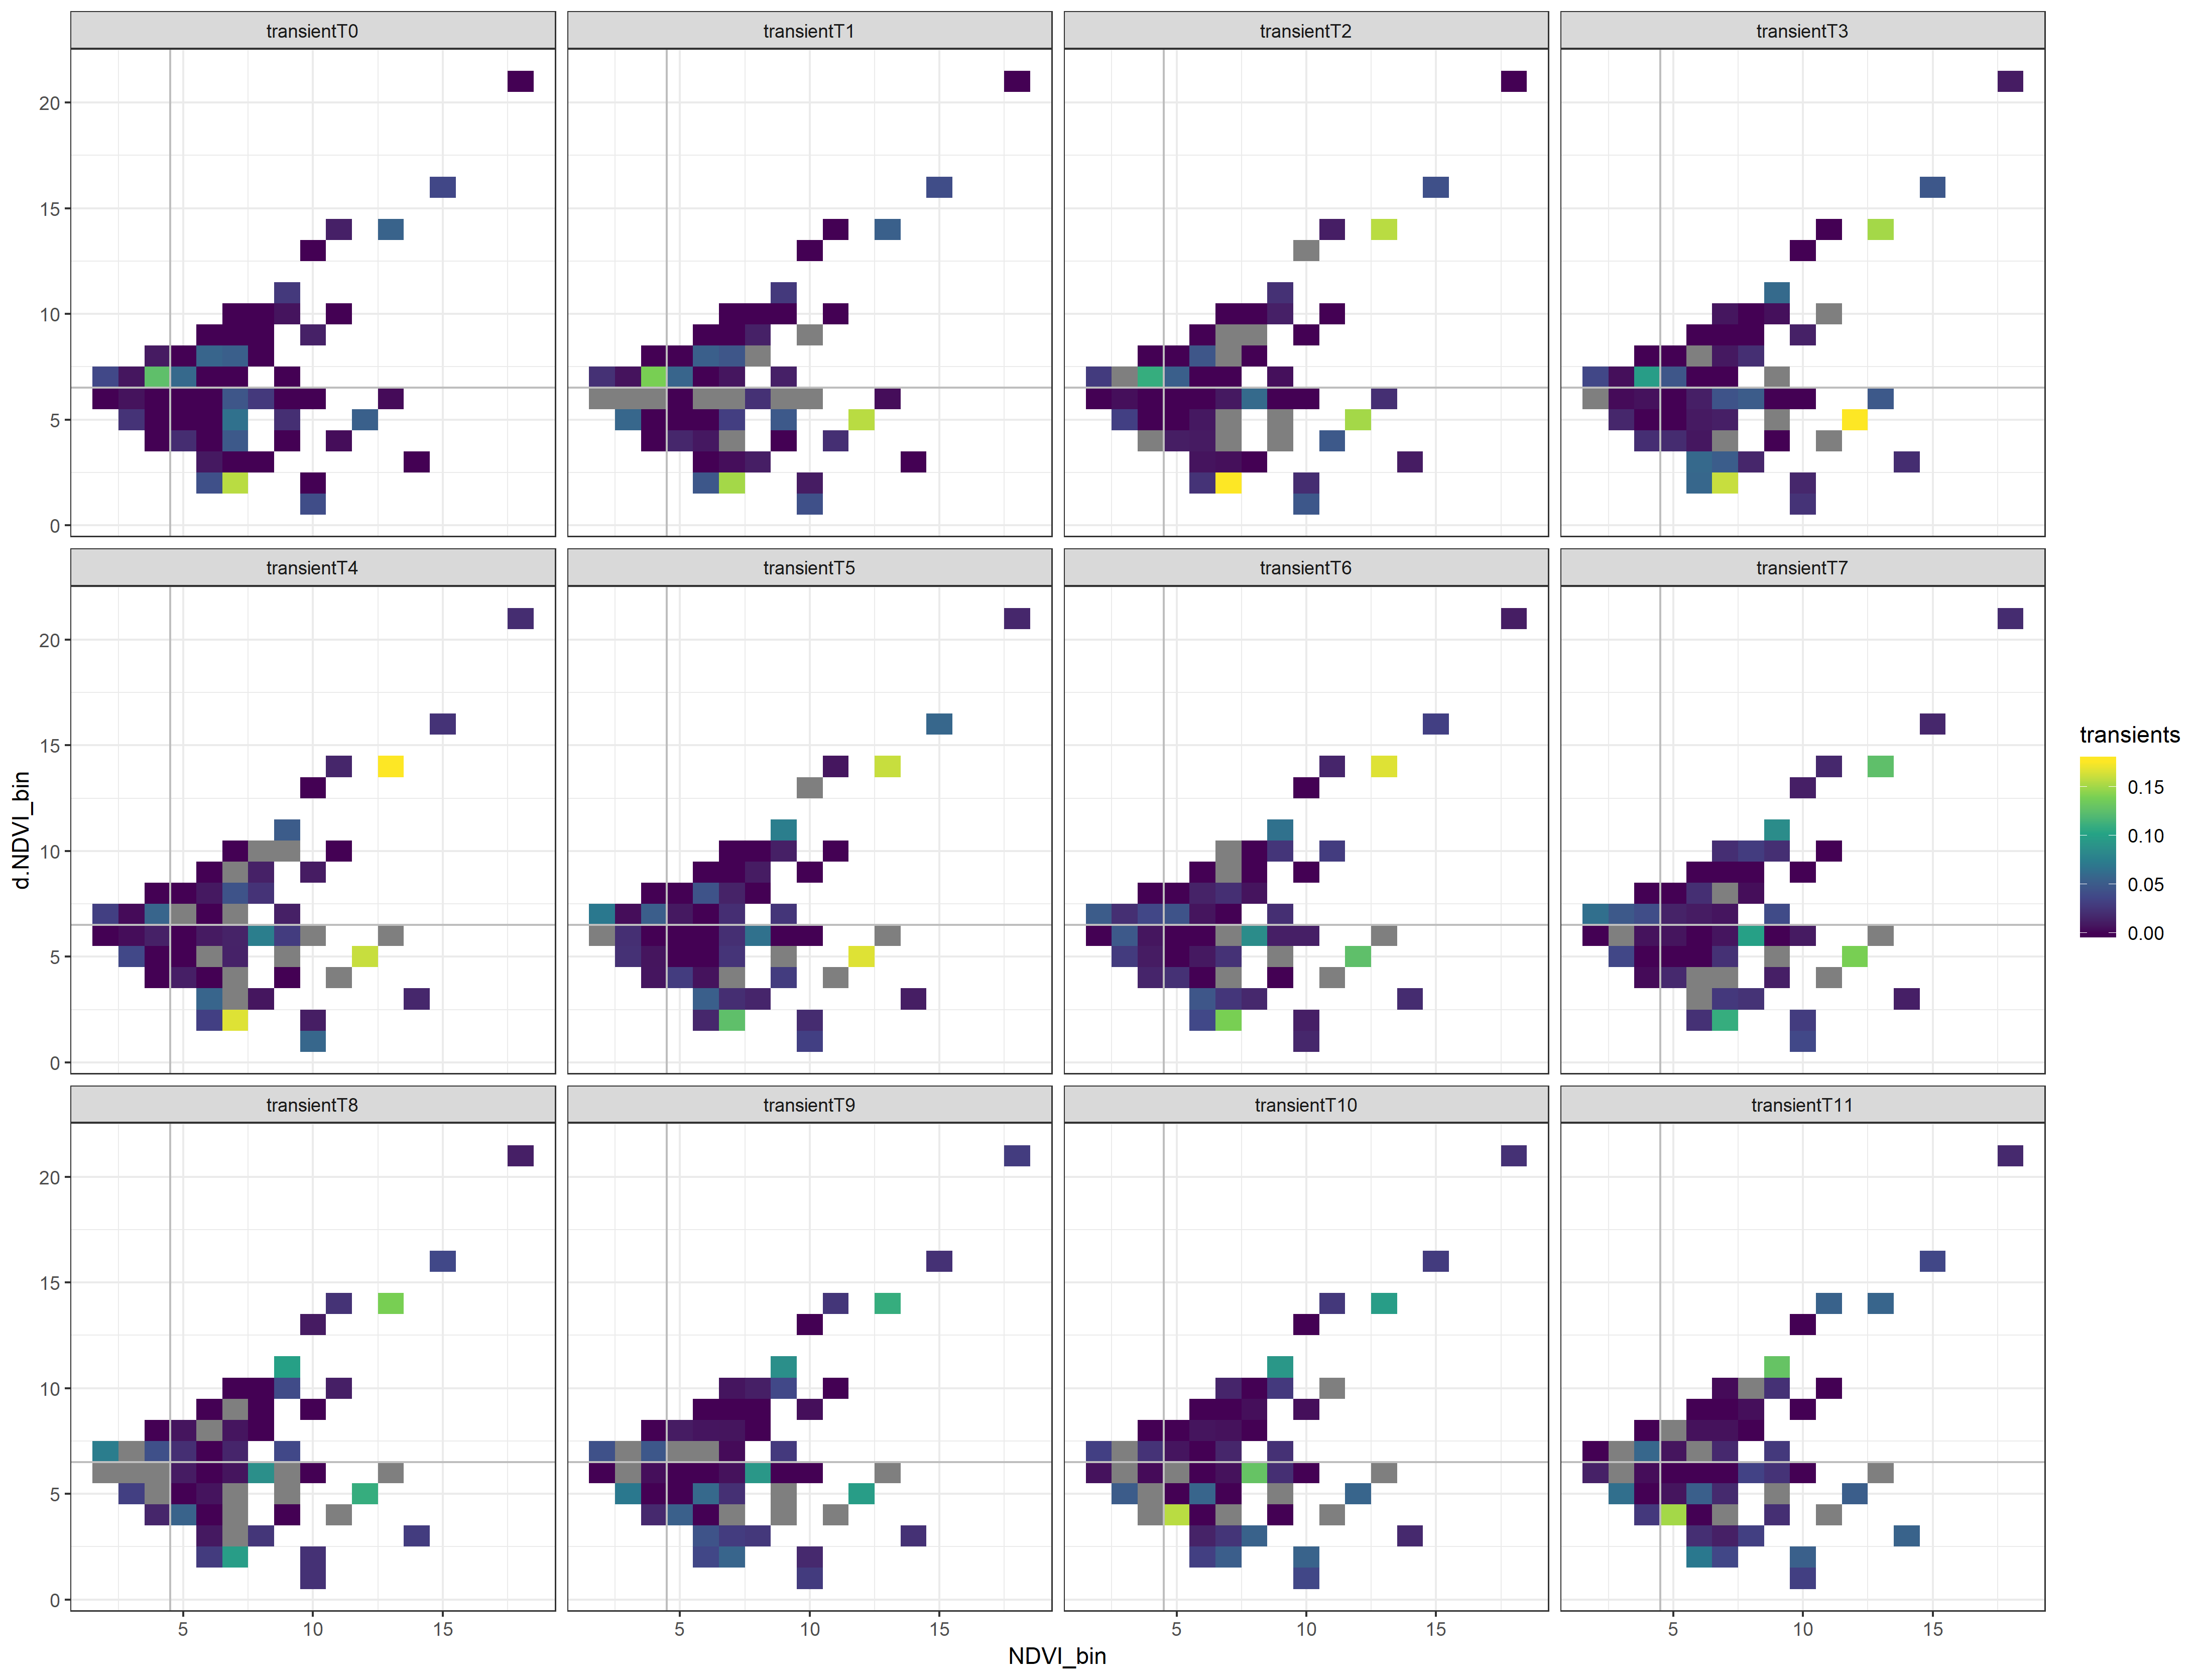 transientT0 transientT1 transientT2 transientT3
20
15
10
5
0
transientT4 transientT5 transientT6 transientT7
20
15
10
5
0
d.NDVI_bin
transients
0.15
0.10
0.05
0.00
transientT8 transientT9 transientT10 transientT11
20
15
10
5
0
5 10 15 5 10 15 5 10 15 5 10 15
NDVI_bin